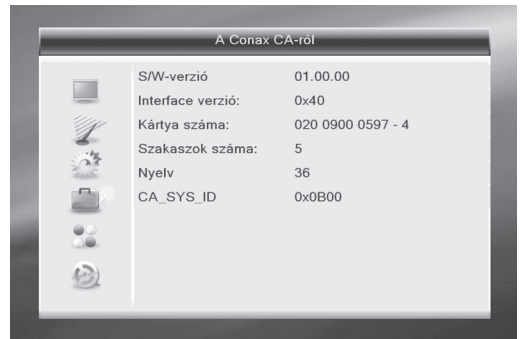 A Conax CA-ról
S/W-verzió 01.00.00
Interface verzió: 0x40
Kártya száma: 020 0900 0597 - 4
Szakaszok száma: 5
Nyelv 36
CA_SYS_ID 0x0B00